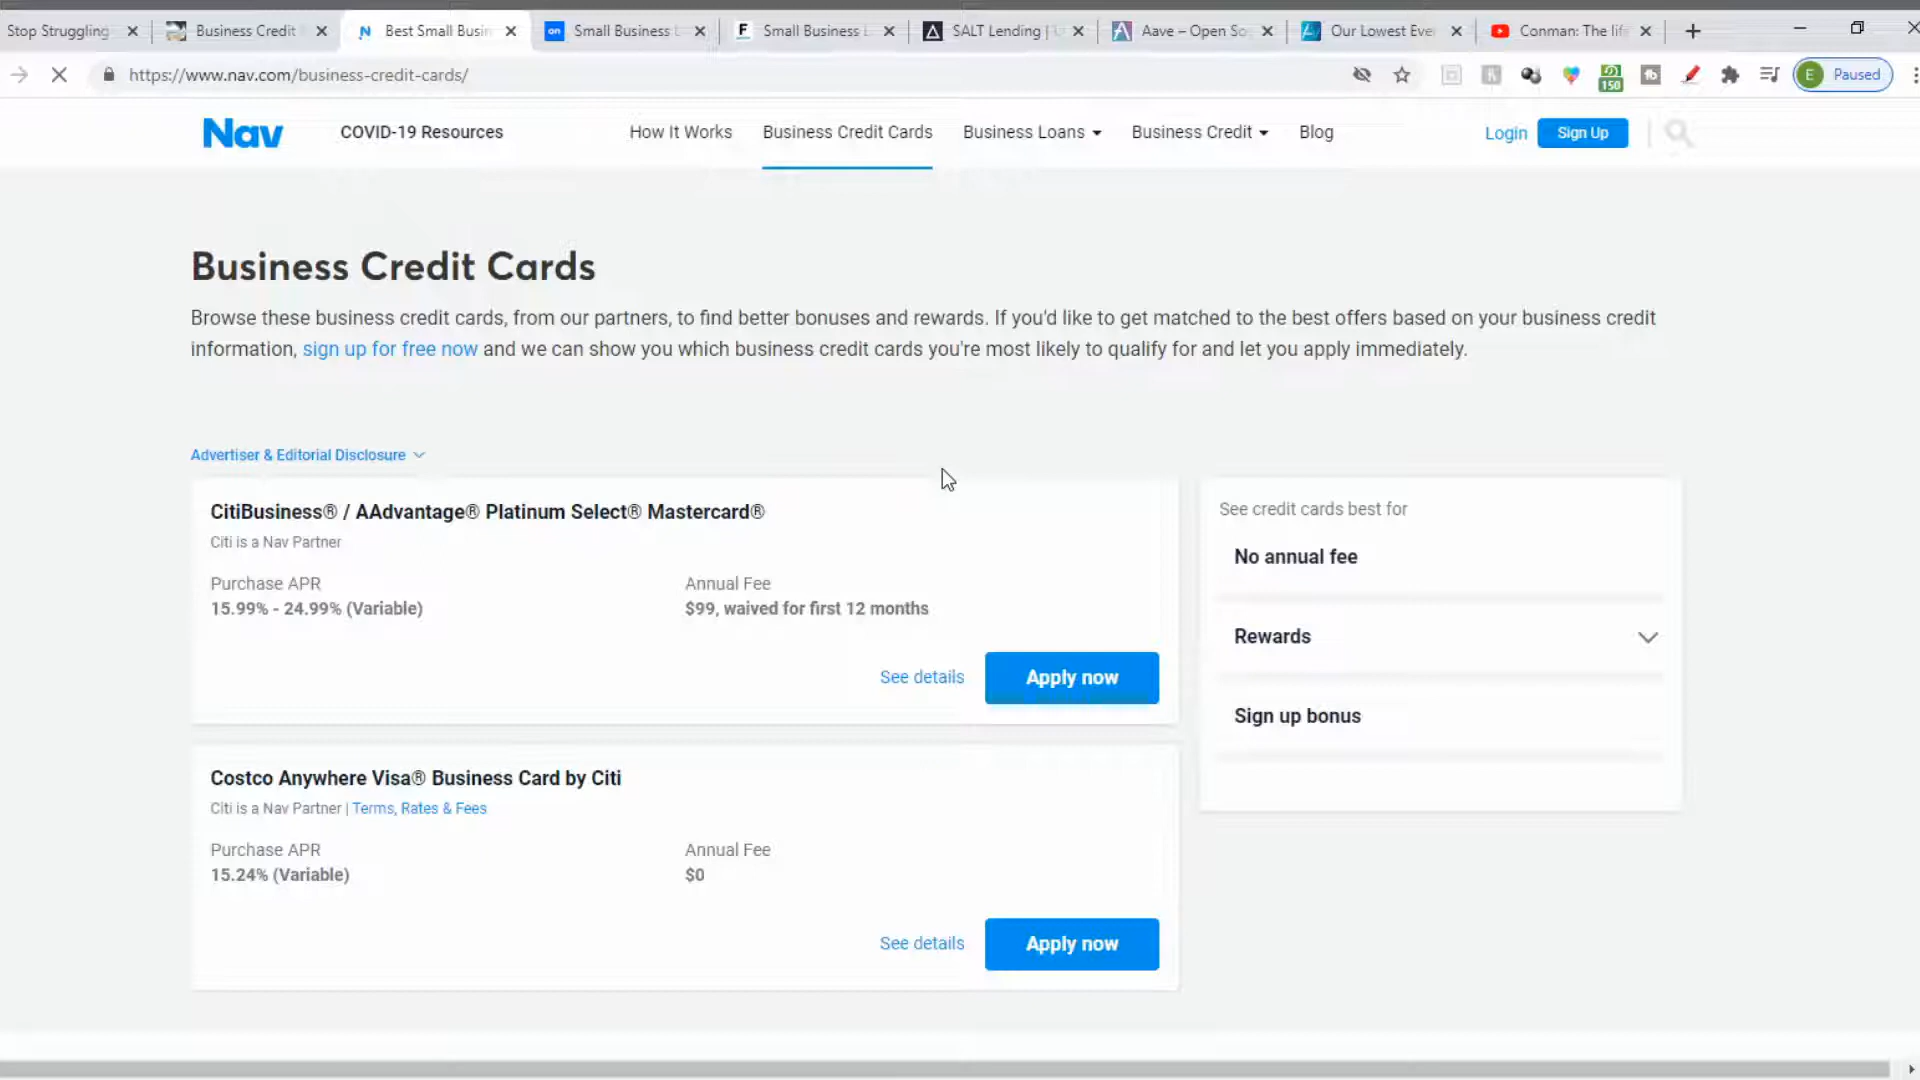 Stop Struggling
Business Credit
Best Small Busin
on
Small Business L
F
Small Business L
SALT Lending |
Aave – Open So
Our Lowest Eve
Conman: The lif
https://www.nav.com/business-credit-cards/
150
E
Paused
Nav
COVID-19 Resources
How It Works
Business Credit Cards
Business Loans
Business Credit
Blog
Login
Sign Up
Business Credit Cards
Browse these business credit cards, from our partners, to find better bonuses and rewards. If you'd like to get matched to the best offers based on your business credit
information, sign up for free now and we can show you which business credit cards you're most likely to qualify for and let you apply immediately.
Advertiser & Editorial Disclosure
CitiBusiness® / AAdvantage® Platinum Select® Mastercard®
Citi is a Nav Partner
Purchase APR
15.99% - 24.99% (Variable)
Annual Fee
$99, waived for first 12 months
See details
Apply now
Costco Anywhere Visa® Business Card by Citi
Citi is a Nav Partner | Terms, Rates & Fees
Purchase APR
15.24% (Variable)
Annual Fee
$0
See details
Apply now
See credit cards best for
No annual fee
Rewards
Sign up bonus